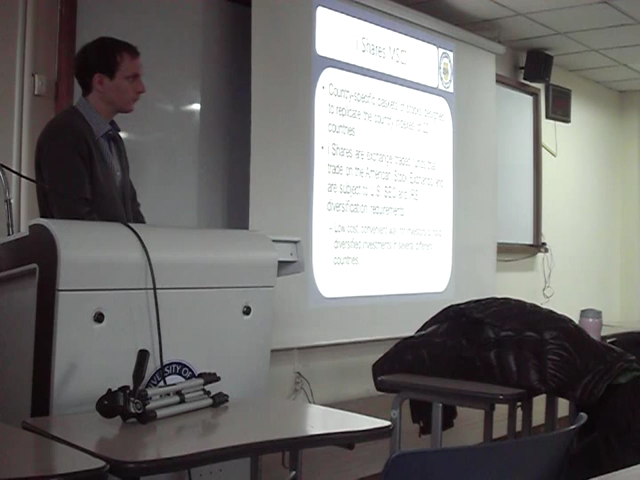 iShares MSCI
• Country-specific baskets of stocks designed
to replicate the country indexes of
countries
• iShares are exchange traded funds that
trade on the American Stock Exchange and
are subject to U.S. SEC and IRS
diversification requirements
– Low cost, convenient way for investors to hold
diversified investments in several different
countries.
VERSITY OF